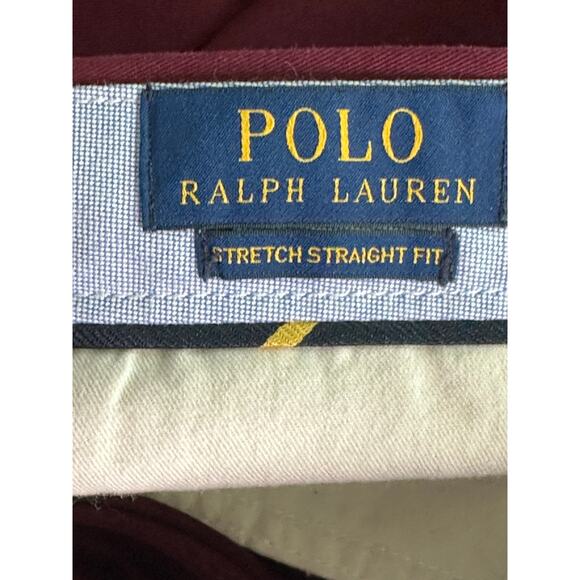 POLO
RALPH LAUREN
STRETCH STRAIGHT FIT